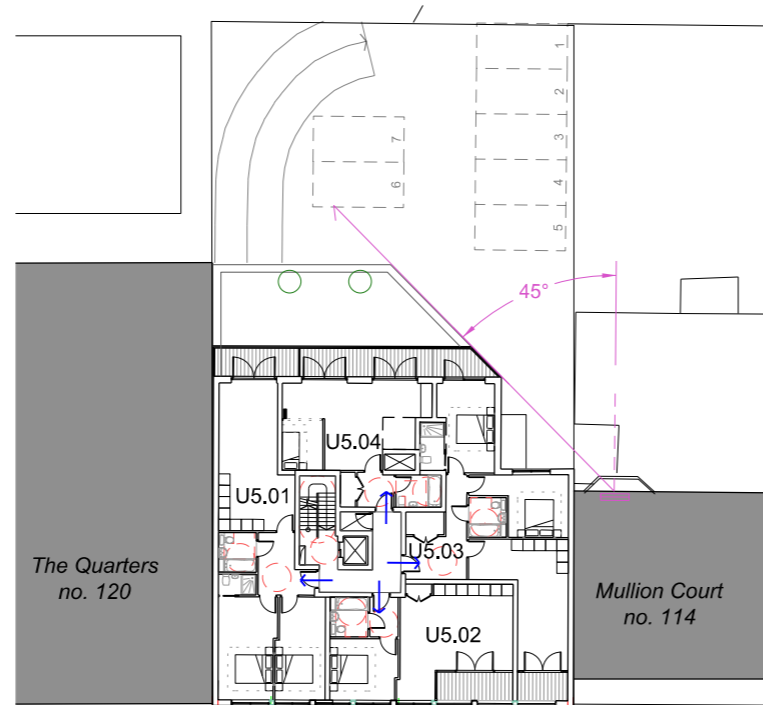 1
2
3
4
5
7
6
45°
U5.04
U5.01
U5.03
U5.02
The Quarters
no. 120
Mullion Court
no. 114